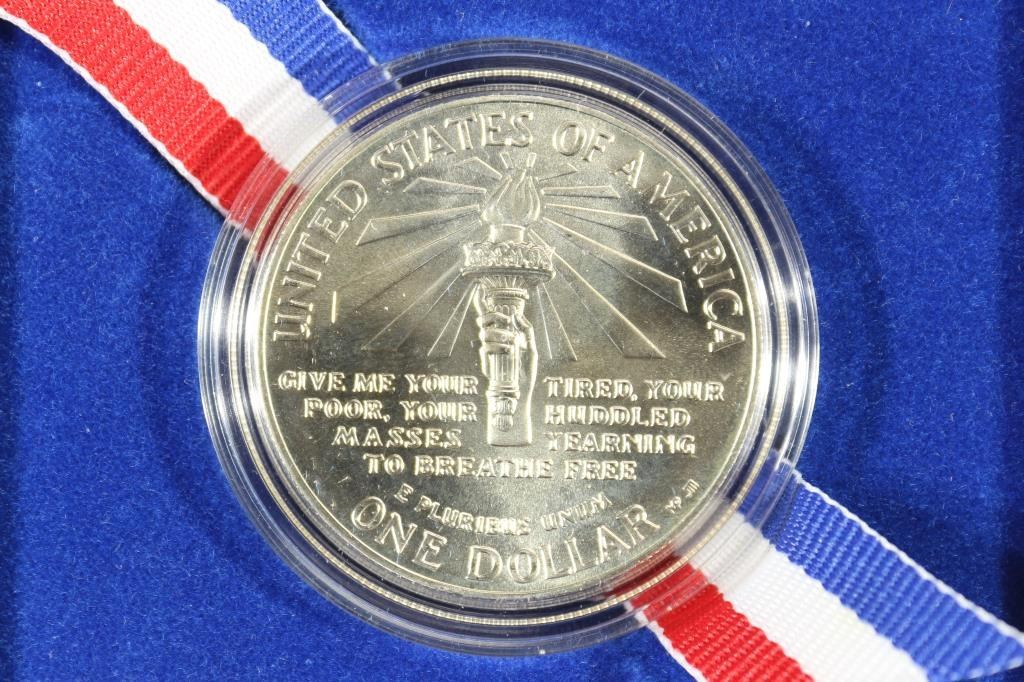 UNITED STATES OF AMERICA
GIVE ME YOUR TIRED, YOUR
POOR, YOUR HUDDLED
MASSES YEARNING
TO BREATHE FREE
E PLURIBUS UNUM
ONE DOLLAR